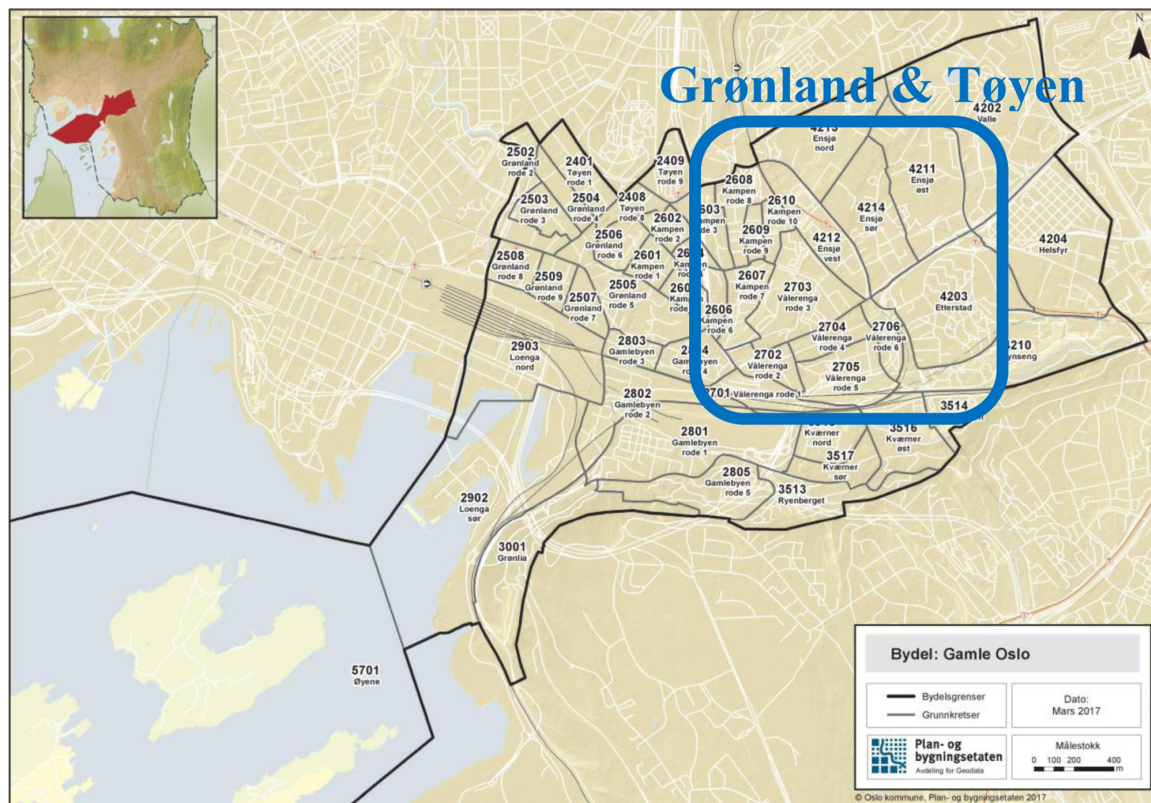 N
Grønland & Tøyen
4202
Valle
4213
Ensjø
nord
2502
Grønland
rode 2
2401
Tøyen
rode 1
2409
Tøyen
rode 9
4211
Ensjø
øst
2608
Kampen
rode 8
2503
Grønland
rode 3
2504
Grønland
rode 4
2408
Tøyen
rode 8
2602
Kampen
rode 2
2610
Kampen
rode 10
4214
Ensjø
sør
2506
Grønland
rode 6
2609
Kampen
rode 9
4212
Ensjø
vest
4204
Helsfyr
2508
Grønland
rode 8
2601
Kampen
rode 1
2509
Grønland
rode 9
2505
Grønland
rode 5
2607
Kampen
rode 7
2703
Vålerenga
rode 3
2507
Grønland
rode 7
4203
Etterstad
2606
Kampen
rode 6
2903
Loenga
nord
2803
Gamlebyen
rode 3
2704
Vålerenga
rode 4
2706
Vålerenga
rode 6
2702
Vålerenga
rode 2
2705
Vålerenga
rode 5
2701
Vålerenga rode 1
2802
Gamlebyen
rode 2
3514
2801
Gamlebyen
rode 1
Kværner
nord
3516
Kværner
øst
3517
Kværner
sør
2805
Gamlebyen
rode 5
3513
Ryenberget
2902
Loenga
sør
3001
Grønlia
5701
Øyene
Bydel: Gamle Oslo
Bydelsgrenser
Grunnkretser
Dato:
Mars 2017
Plan- og
bygningsetaten
Avdeling for Geodata
Målestokk
0 100 200 400
m
© Oslo kommune, Plan- og bygningsetaten 2017